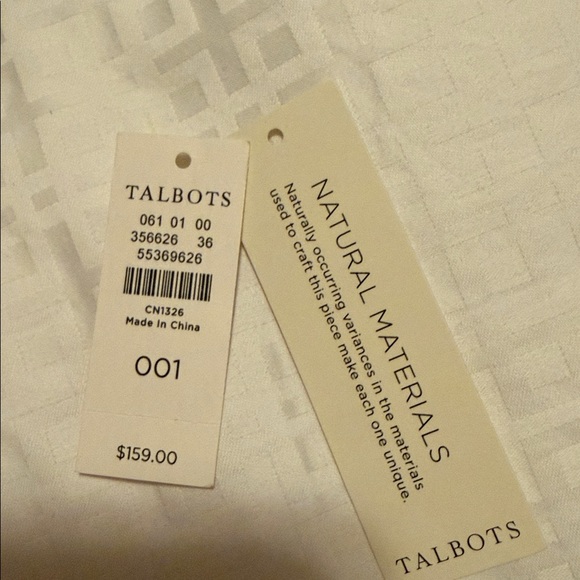 TALBOTS
061 01 00
356626 36
55369626
CN1326
Made In China
001
$159.00
NATURAL MATERIALS
Naturally occurring variances in the materials
used to craft this piece make each one unique.
TALBOTS